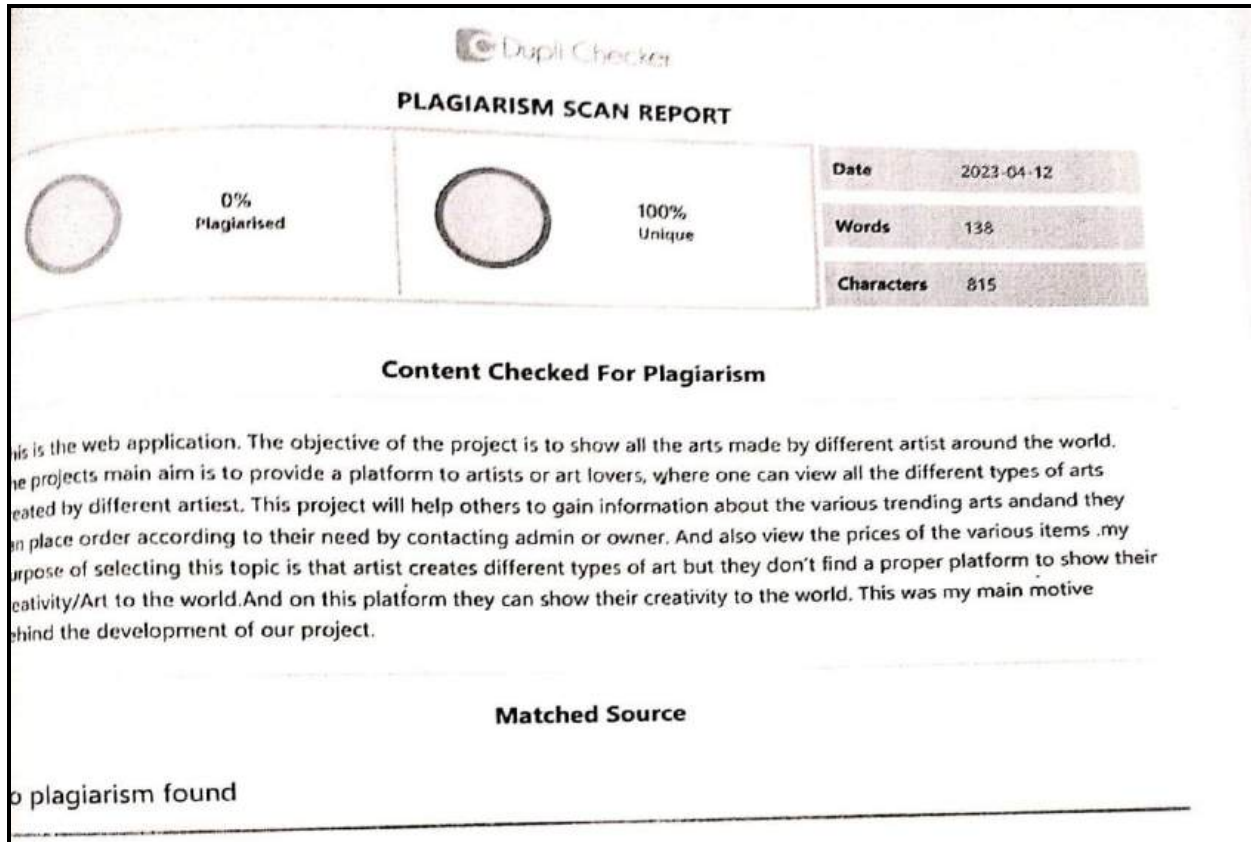 Dupli Checker
PLAGIARISM SCAN REPORT
0%
Plagiarised
100%
Unique
Date 2023-04-12
Words 138
Characters 815
Content Checked For Plagiarism
his is the web application. The objective of the project is to show all the arts made by different artist around the world.
he projects main aim is to provide a platform to artists or art lovers, where one can view all the different types of arts
eated by different artiest. This project will help others to gain information about the various trending arts andand they
an place order according to their need by contacting admin or owner. And also view the prices of the various items .my
urpose of selecting this topic is that artist creates different types of art but they don't find a proper platform to show their
eativity/Art to the world.And on this platform they can show their creativity to the world. This was my main motive
ehind the development of our project.
Matched Source
o plagiarism found